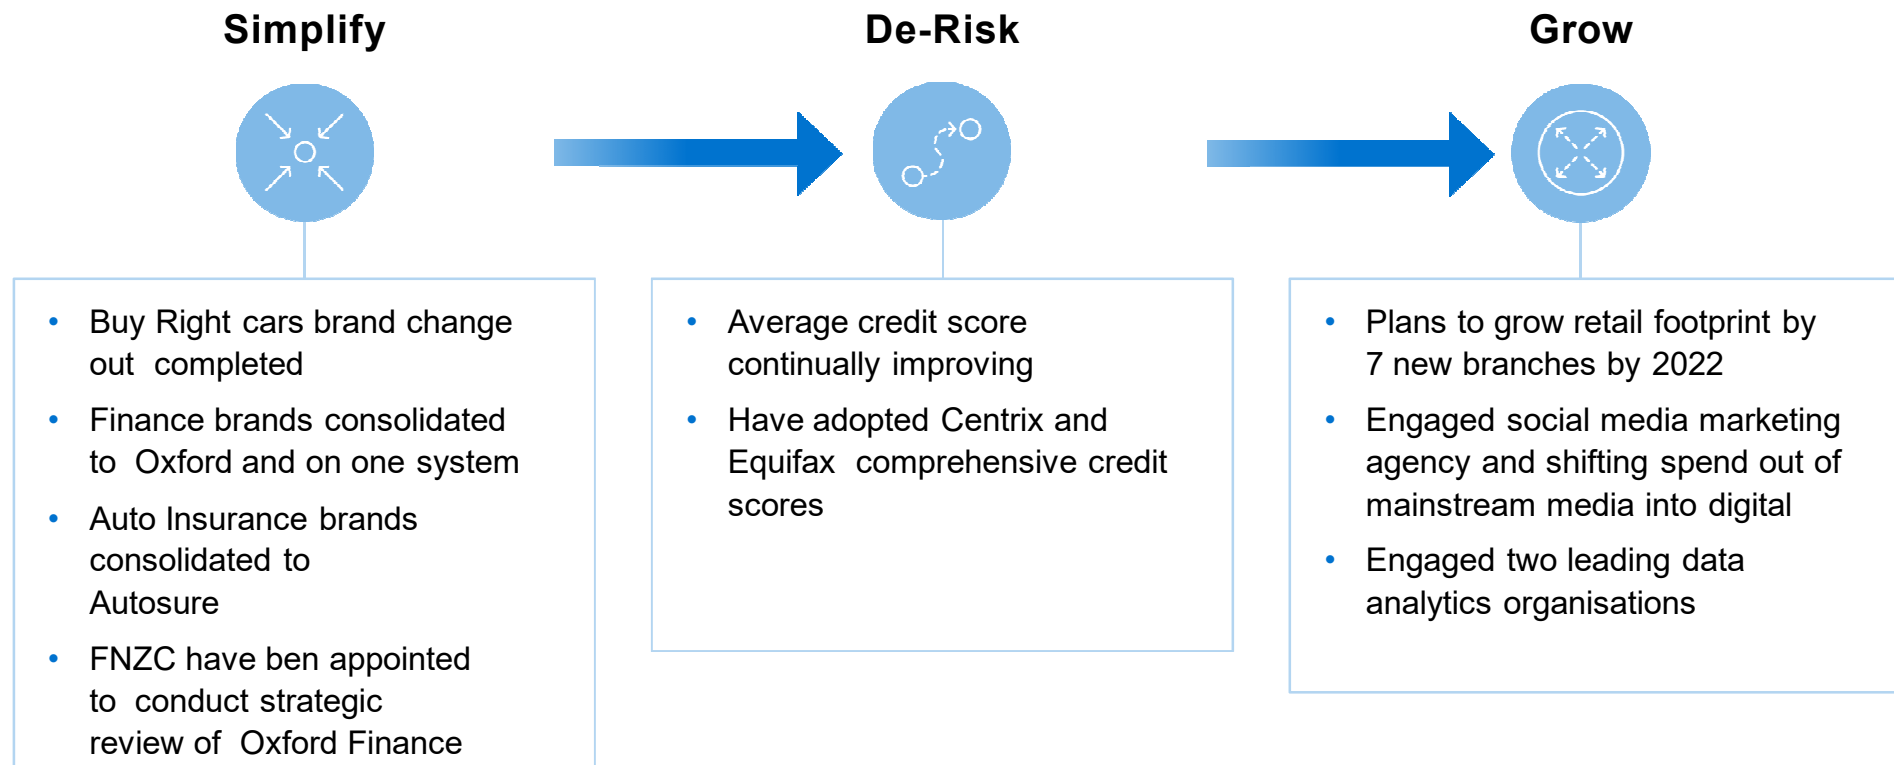 Simplify
De-Risk
Grow
• Buy Right cars brand change
out completed
• Finance brands consolidated
to Oxford and on one system
• Auto Insurance brands
consolidated to
Autosure
• FNZC have ben appointed
to conduct strategic
review of Oxford Finance
• Average credit score
continually improving
• Have adopted Centrix and
Equifax comprehensive credit
scores
• Plans to grow retail footprint by
7 new branches by 2022
• Engaged social media marketing
agency and shifting spend out of
mainstream media into digital
• Engaged two leading data
analytics organisations